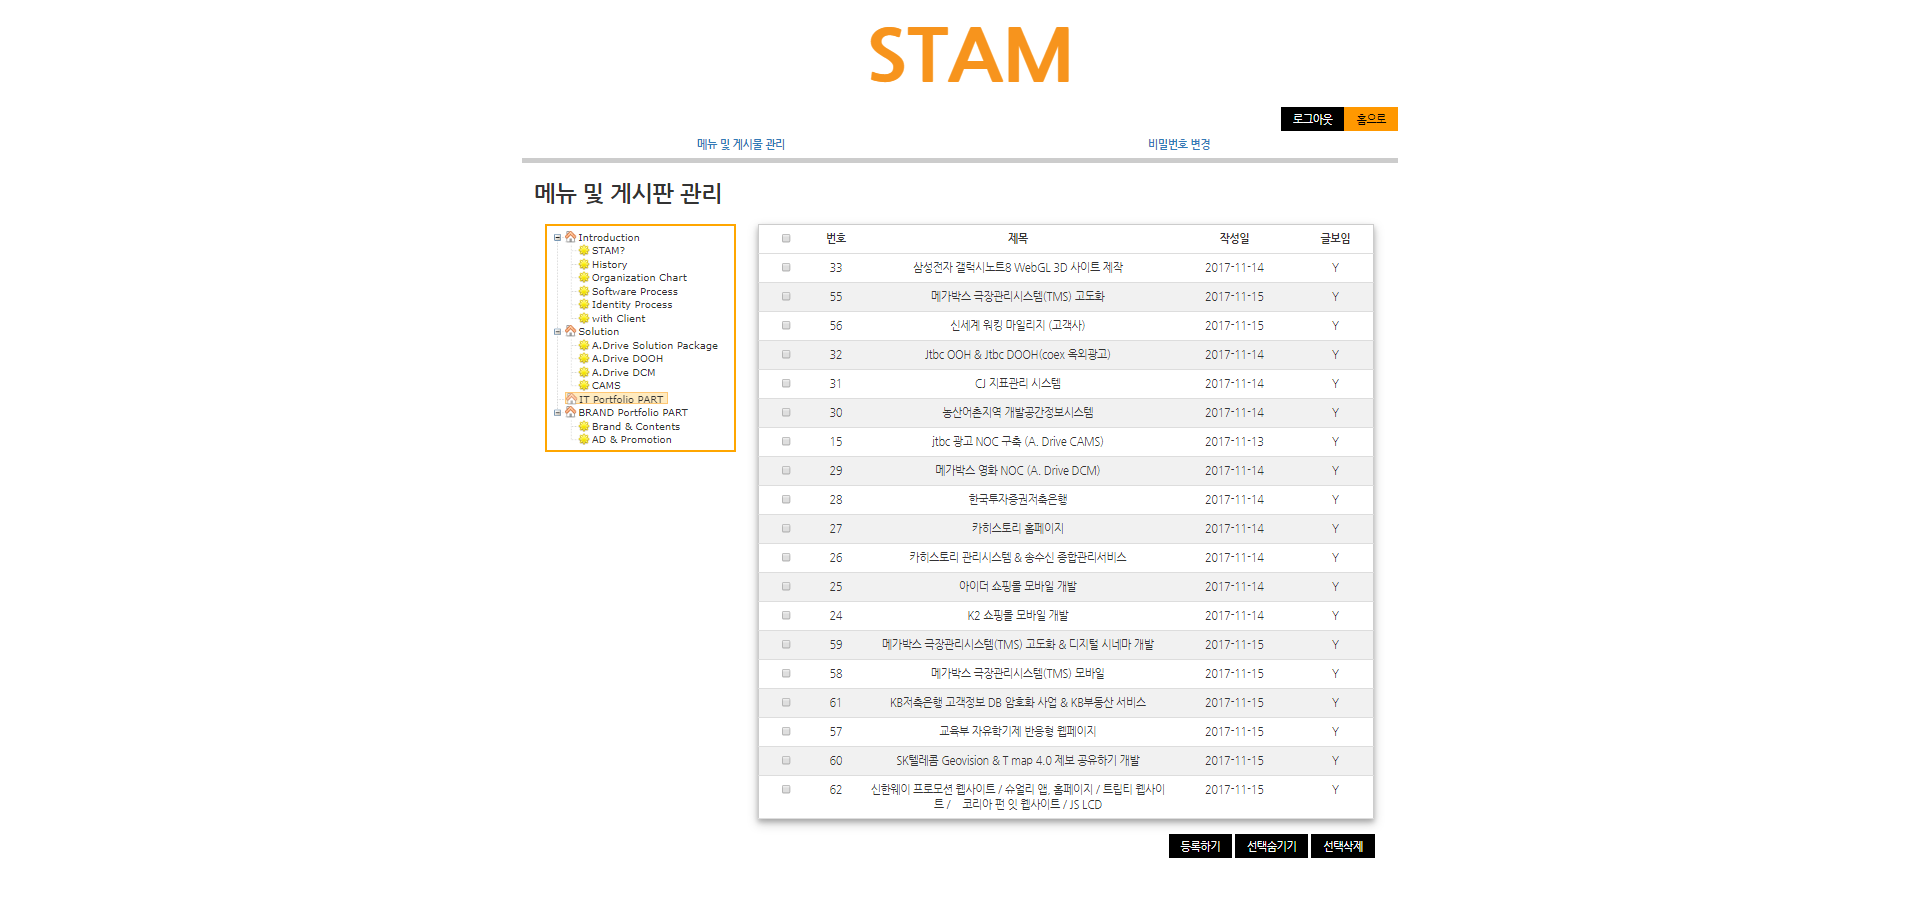 STAM
로그아웃 홈으로
메뉴 및 게시물 관리 비밀번호 변경
메뉴 및 게시판 관리
Introduction
STAM?
History
Organization Chart
Software Process
Identity Process
with Client
Solution
A.Drive Solution Package
A.Drive DOOH
A.Drive DCM
CAMS
IT Portfolio PART
BRAND Portfolio PART
Brand & Contents
AD & Promotion
번호 제목 작성일 글보임
33 삼성전자 갤럭시노트8 WebGL 3D 사이트 제작 2017-11-14 Y
55 메가박스 극장관리시스템(TMS) 고도화 2017-11-15 Y
56 신세계 워킹 마일리지 (고객사) 2017-11-15 Y
32 Jtbc OOH & Jtbc DOOH(coex 옥외광고) 2017-11-14 Y
31 CJ 지표관리 시스템 2017-11-14 Y
30 농산어촌지역 개발공간정보시스템 2017-11-14 Y
15 jtbc 광고 NOC 구축 (A. Drive CAMS) 2017-11-13 Y
29 메가박스 영화 NOC (A. Drive DCM) 2017-11-14 Y
28 한국투자증권저축은행 2017-11-14 Y
27 카히스토리 홈페이지 2017-11-14 Y
26 카히스토리 관리시스템 & 송수신 종합관리서비스 2017-11-14 Y
25 아이더 쇼핑몰 모바일 개발 2017-11-14 Y
24 K2 쇼핑몰 모바일 개발 2017-11-14 Y
59 메가박스 극장관리시스템(TMS) 고도화 & 디지털 시네마 개발 2017-11-15 Y
58 메가박스 극장관리시스템(TMS) 모바일 2017-11-15 Y
61 KB저축은행 고객정보 DB 암호화 사업 & KB부동산 서비스 2017-11-15 Y
57 교육부 자유학기제 반응형 웹페이지 2017-11-15 Y
60 SK텔레콤 Geovision & T map 4.0 제보 공유하기 개발 2017-11-15 Y
62 신한웨이 프로모션 웹사이트 / 슈얼리 앱, 홈페이지 / 트립티 웹사이 2017-11-15 Y
트 / 코리아 펀 잇 웹사이트 / JS LCD
등록하기 선택숨기기 선택삭제